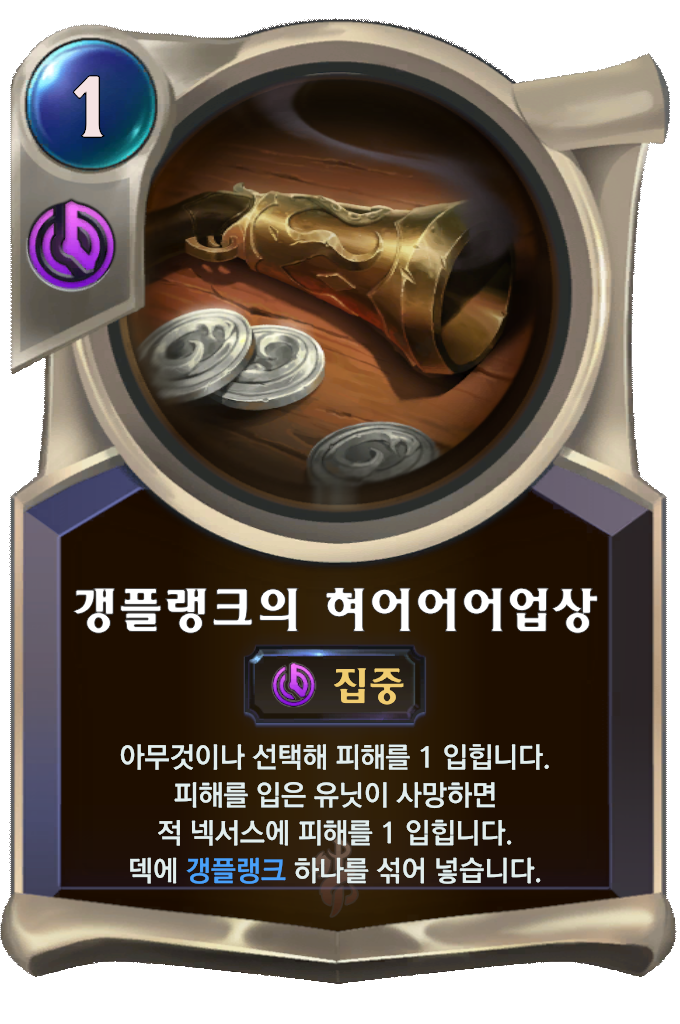 1
갱플랭크의 혀어어어업상
집중
아무것이나 선택해 피해를 1 입힙니다.
피해를 입은 유닛이 사망하면
적 넥서스에 피해를 1 입힙니다.
덱에 갱플랭크 하나를 섞어 넣습니다.